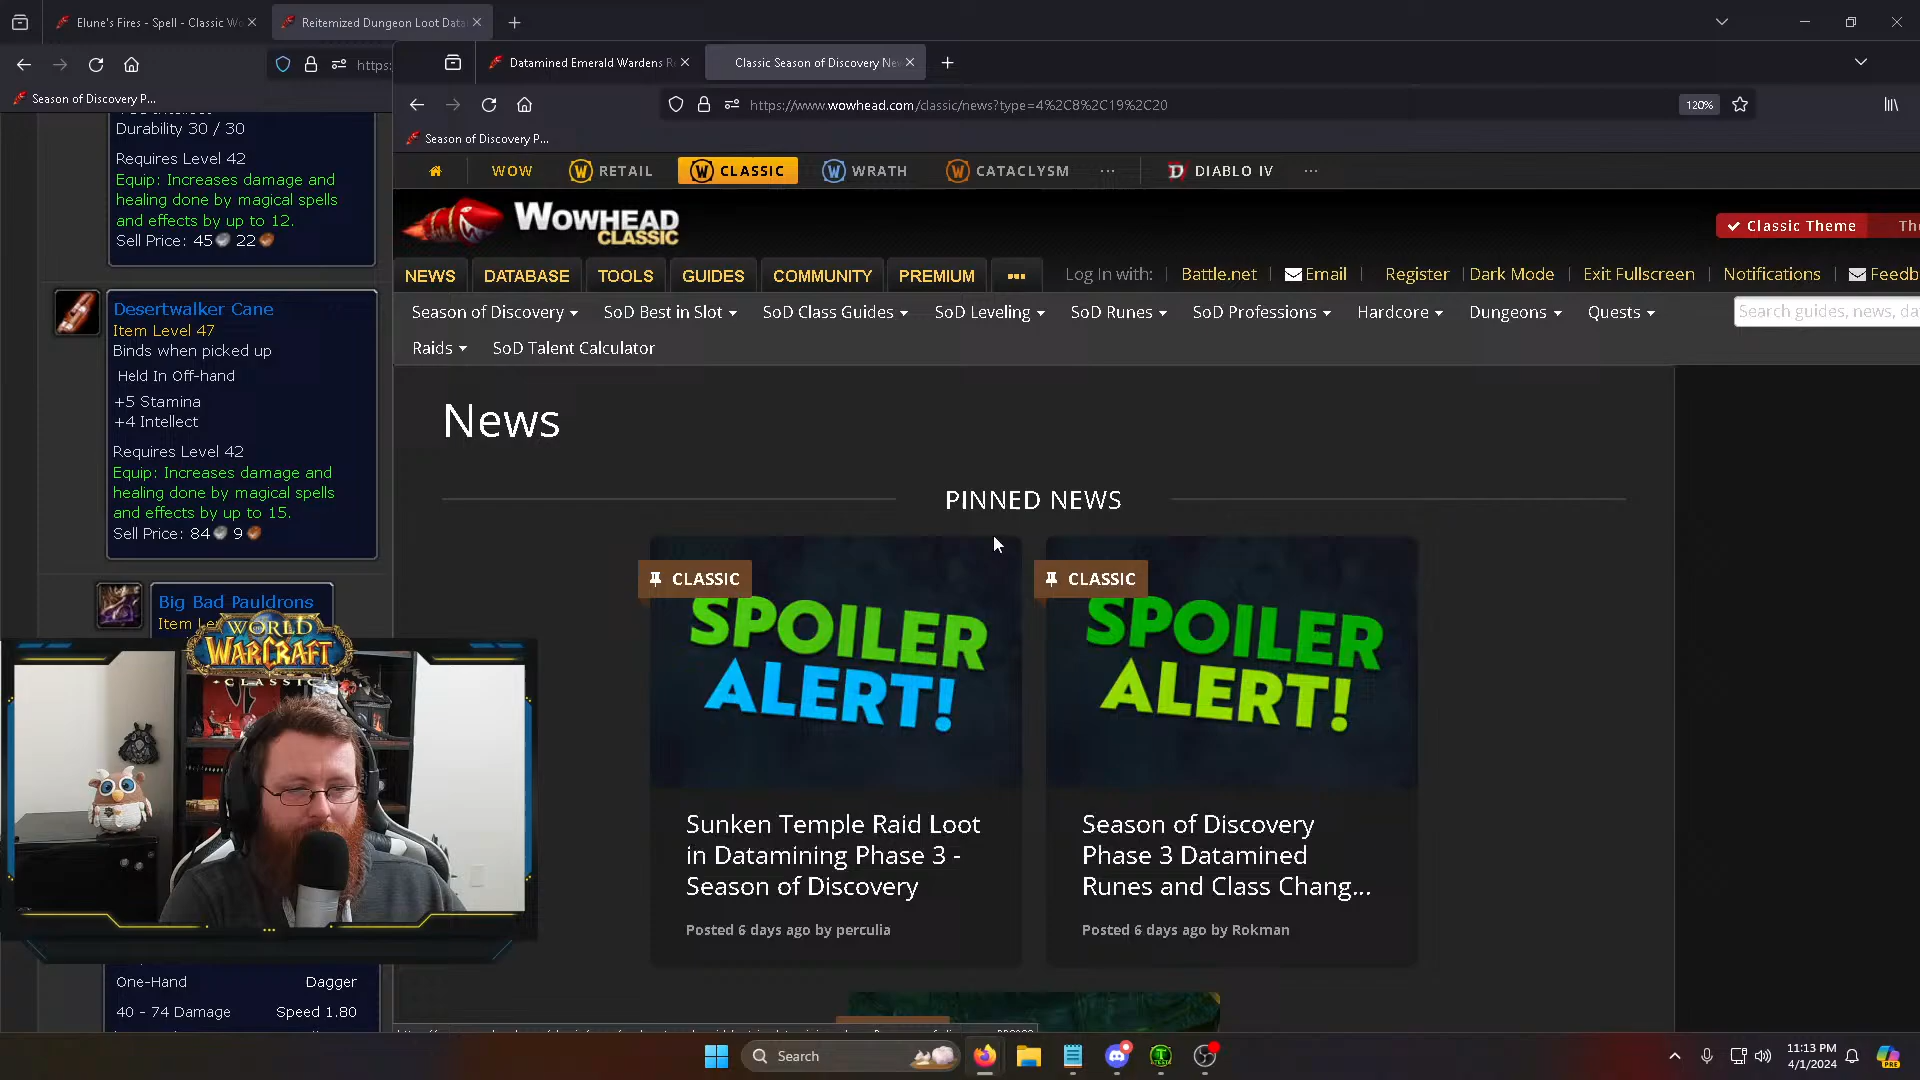 Elune's Fires - Spell - Classic Wo
Reitemized Dungeon Loot Data
https:
Datamined Emerald Wardens R
Classic Season of Discovery Ne
Season of Discovery P...
https://www.wowhead.com/classic/news?type=4%2C8%2C19%2C20
120%
Season of Discovery P...
WOW
RETAIL
CLASSIC
WRATH
CATACLYSM
DIABLO IV
WOWHEAD
CLASSIC
Classic Theme
NEWS
DATABASE
TOOLS
GUIDES
COMMUNITY
PREMIUM
Log In with:
Battle.net
Email
Register
Dark Mode
Exit Fullscreen
Notifications
Feedb
Season of Discovery
SoD Best in Slot
SoD Class Guides
SoD Leveling
SoD Runes
SoD Professions
Hardcore
Dungeons
Quests
Search guides, news, da
Raids
SoD Talent Calculator
Durability 30 / 30
Requires Level 42
Equip: Increases damage and
healing done by magical spells
and effects by up to 12.
Sell Price: 45 22
Desertwalker Cane
Item Level 47
Binds when picked up
Held In Off-hand
+5 Stamina
+4 Intellect
Requires Level 42
Equip: Increases damage and
healing done by magical spells
and effects by up to 15.
Sell Price: 84 9
Big Bad Pauldrons
WORLD
WARCRAFT
CLASSIC
One-Hand Dagger
40 - 74 Damage Speed 1.80
News
PINNED NEWS
CLASSIC
SPOILER
ALERT!
Sunken Temple Raid Loot
in Datamining Phase 3 -
Season of Discovery
Posted 6 days ago by perculia
CLASSIC
SPOILER
ALERT!
Season of Discovery
Phase 3 Datamined
Runes and Class Chang...
Posted 6 days ago by Rokman
Search
11:13 PM
4/1/2024